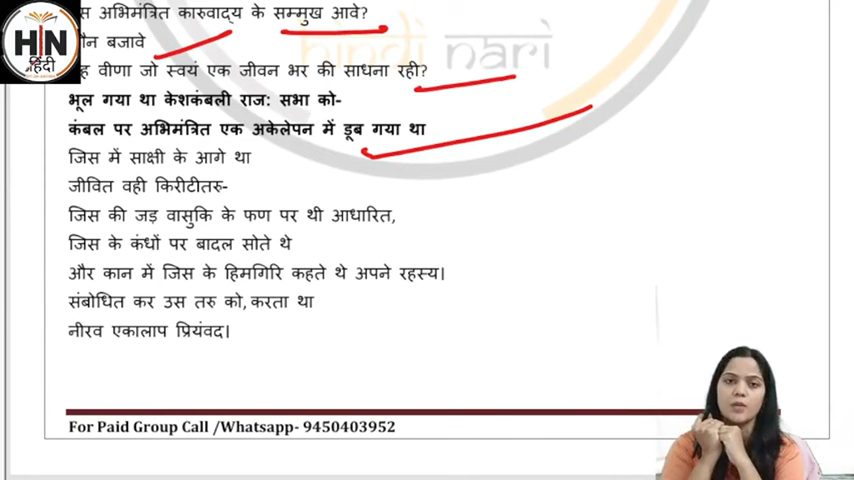 अभिमंत्रित कारुवाद्य के सम्मुख आवे?
HIN
हिंदी
बजावे
hindi nari
वीणा जो स्वयं एक जीवन भर की साधना रही?
भूल गया था केशकंबली राज: सभा को-
कंबल पर अभिमंत्रित एक अकेलेपन में डूब गया था
जिस में साक्षी के आगे था
जीवित वही किरीटीतरु-
जिस की जड़ वासुकि के फण पर थी आधारित,
जिस के कंधों पर बादल सोते थे
और कान में जिस के हिमगिरि कहते थे अपने रहस्य।
संबोधित कर उस तरु को, करता था
नीरव एकालाप प्रियंवद।
For Paid Group Call /Whatsapp- 9450403952